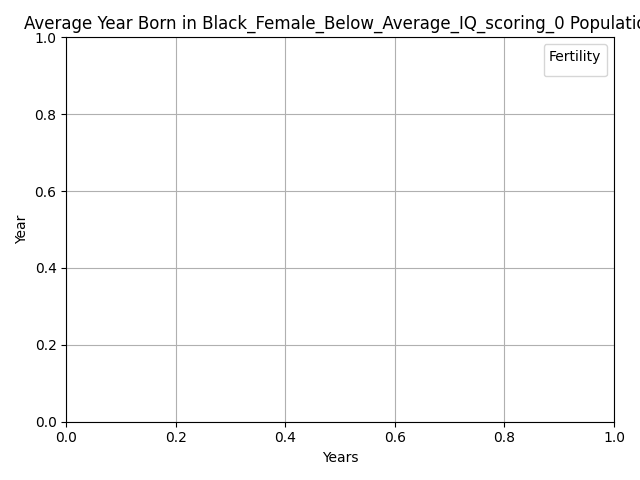 Average Year Born in Black_Female_Below_Average_IQ_scoring_0 Populatio
1.0
Fertility
0.8
0.6
Year
0.4
0.2
0.0
0.0 0.2 0.4 0.6 0.8 1.0
Years